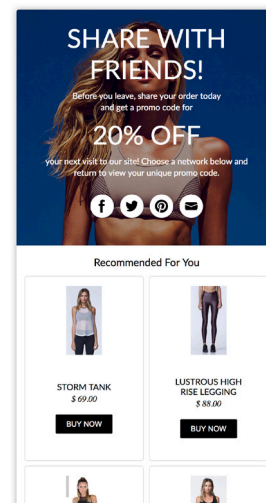 SHARE WITH
FRIENDS!
Before you leave, share your order today
and get a promo code for
20% OFF
your next visit to our site! Choose a network below and
return to view your unique promo code.
Recommended For You
STORM TANK
$ 69.00
BUY NOW
LUSTROUS HIGH
RISE LEGGING
$ 88.00
BUY NOW